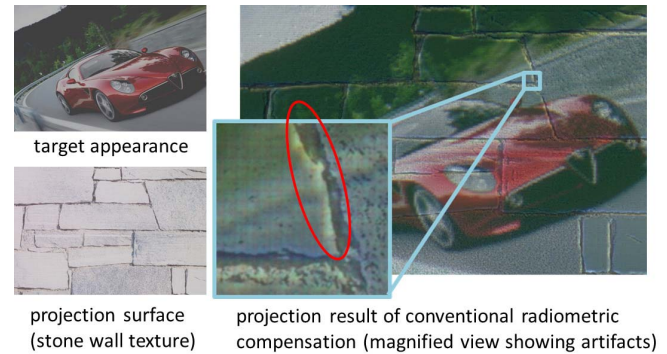 target appearance
projection surface
(stone wall texture)
projection result of conventional radiometric
compensation (magnified view showing artifacts)